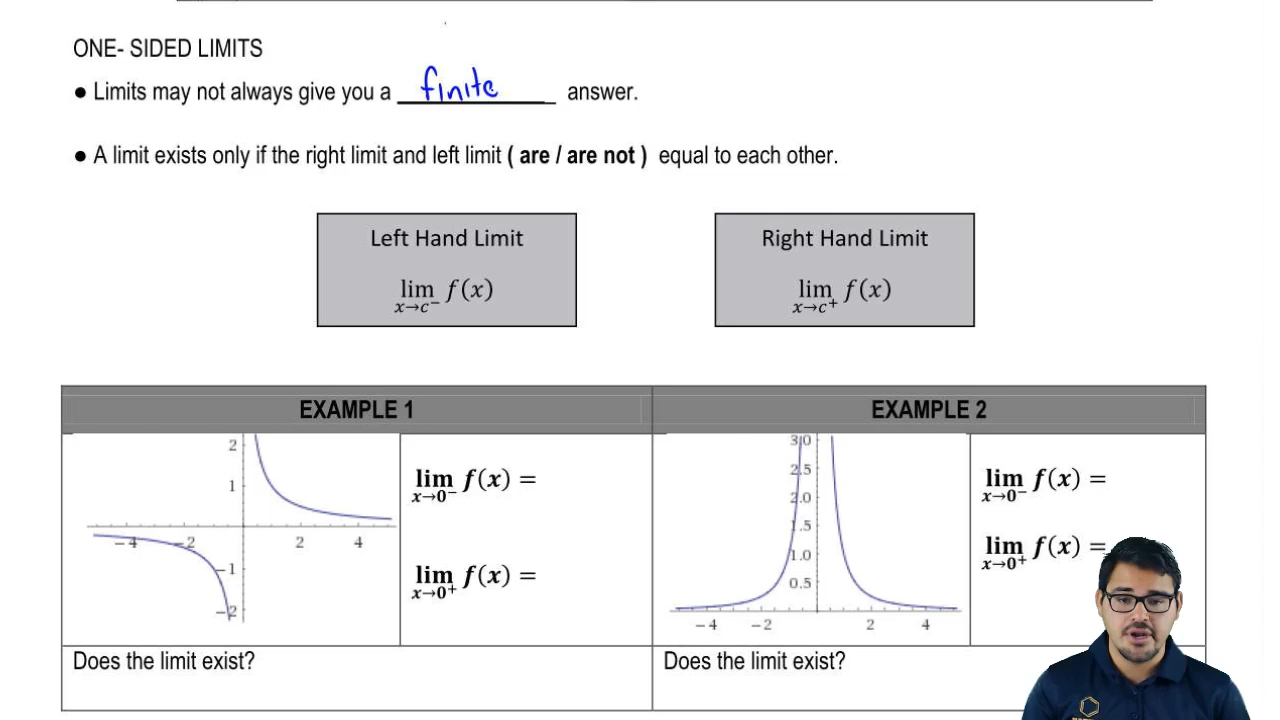 ONE- SIDED LIMITS
● Limits may not always give you a finite answer.
● A limit exists only if the right limit and left limit ( are / are not ) equal to each other.
Left Hand Limit
lim f(x)
x→c⁻
Right Hand Limit
lim f(x)
x→c⁺
EXAMPLE 1
2
1
-4 -2 2 4
-1
-2
lim f(x) =
x→0⁻
lim f(x) =
x→0⁺
Does the limit exist?
EXAMPLE 2
3.0
2.5
2.0
1.5
1.0
0.5
-4 -2 2 4
lim f(x) =
x→0⁻
lim f(x) =
x→0⁺
Does the limit exist?